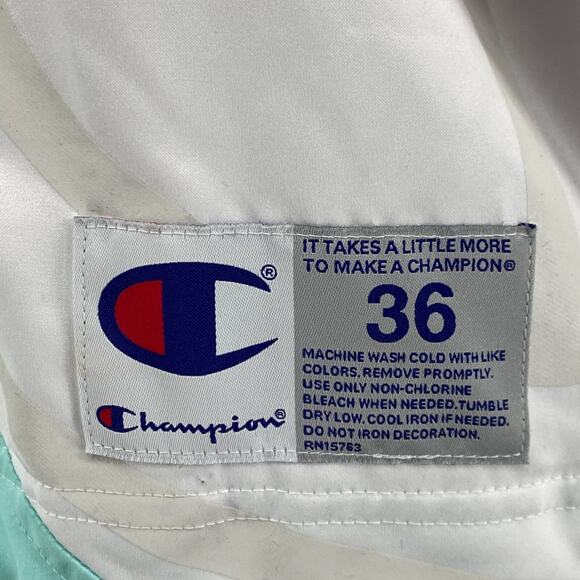 Champion®
IT TAKES A LITTLE MORE
TO MAKE A CHAMPION®
36
MACHINE WASH COLD WITH LIKE
COLORS. REMOVE PROMPTLY.
USE ONLY NON-CHLORINE
BLEACH WHEN NEEDED. TUMBLE
DRY LOW. COOL IRON IF NEEDED.
DO NOT IRON DECORATION.
RN15763